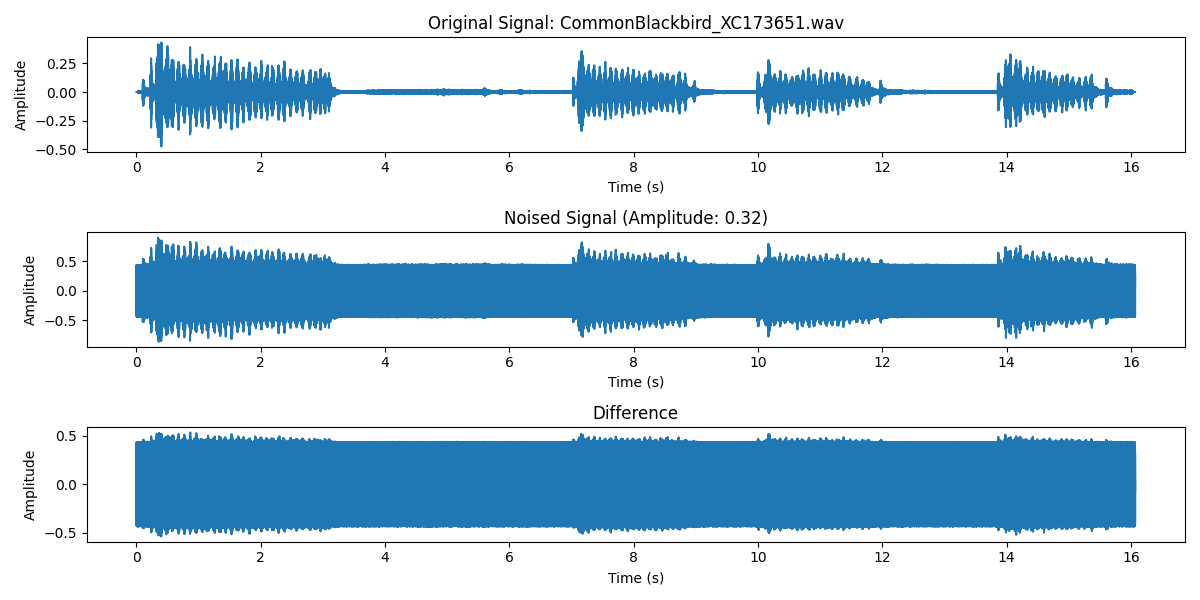 Original Signal: CommonBlackbird_XC173651.wav
Amplitude
0.25
0.00
−0.25
−0.50
0 2 4 6 8 10 12 14 16
Time (s)
Noised Signal (Amplitude: 0.32)
Amplitude
0.5
0.0
−0.5
0 2 4 6 8 10 12 14 16
Time (s)
Difference
Amplitude
0.5
0.0
−0.5
0 2 4 6 8 10 12 14 16
Time (s)